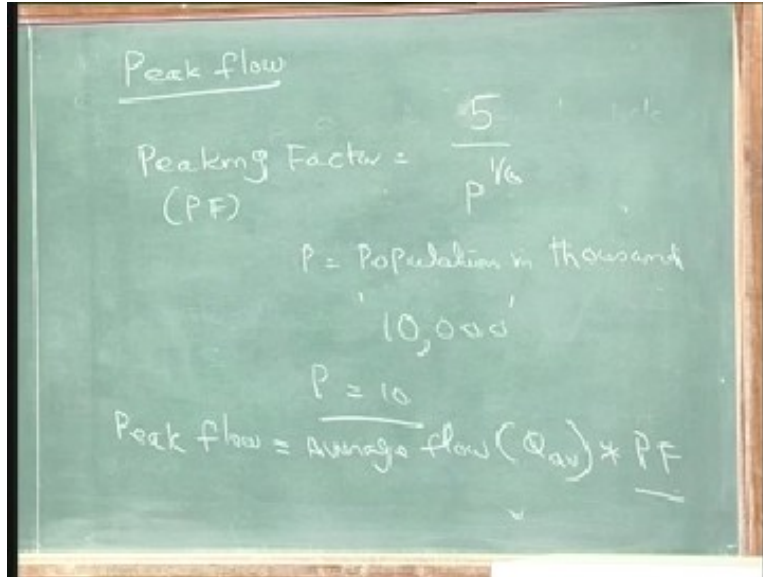 Peak flow
Peaking Factor = 5 / P^1/6
(PF)
P = Population in thousand
'10,000'
P = 10
Peak flow = Average flow (Qav) * PF